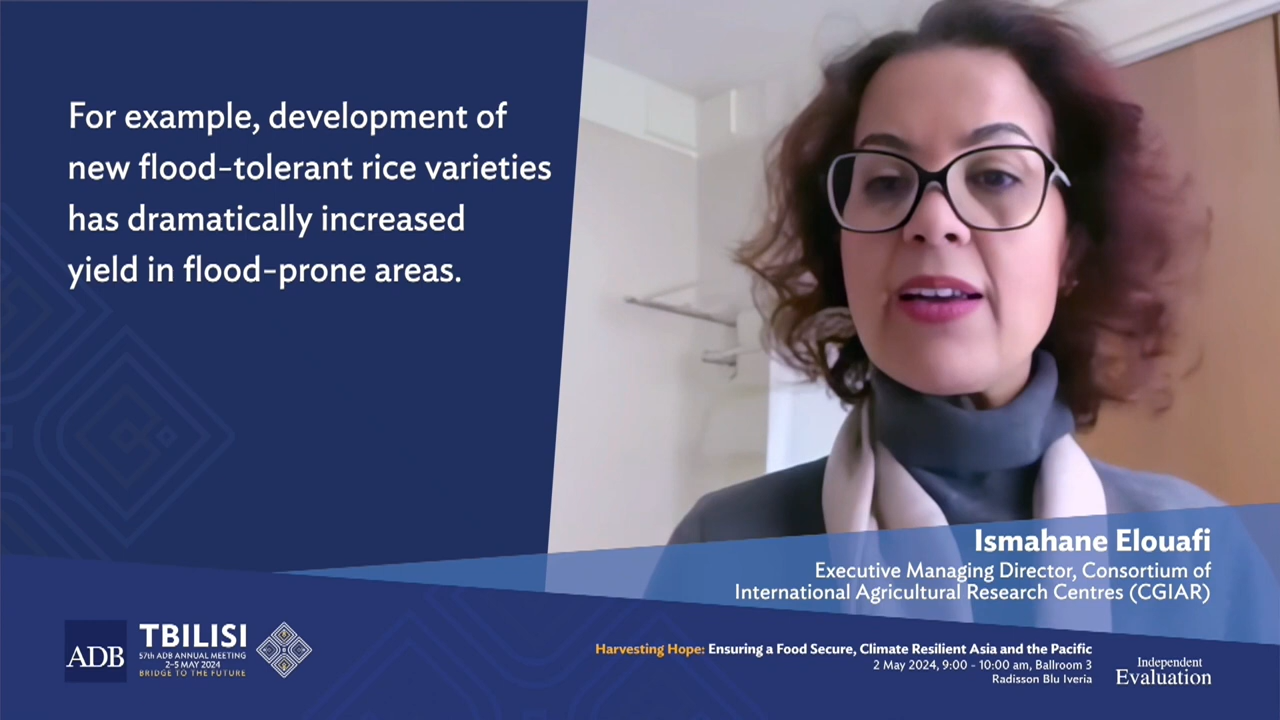 For example, development of
new flood-tolerant rice varieties
has dramatically increased
yield in flood-prone areas.
Ismahane Elouafi
Executive Managing Director, Consortium of
International Agricultural Research Centres (CGIAR)
ADB
TBILISI
57th ADB ANNUAL MEETING
2-5 MAY 2024
BRIDGE TO THE FUTURE
Harvesting Hope: Ensuring a Food Secure, Climate Resilient Asia and the Pacific
2 May 2024, 9:00 - 10:00 am, Ballroom 3
Radisson Blu Iveria
Independent
Evaluation